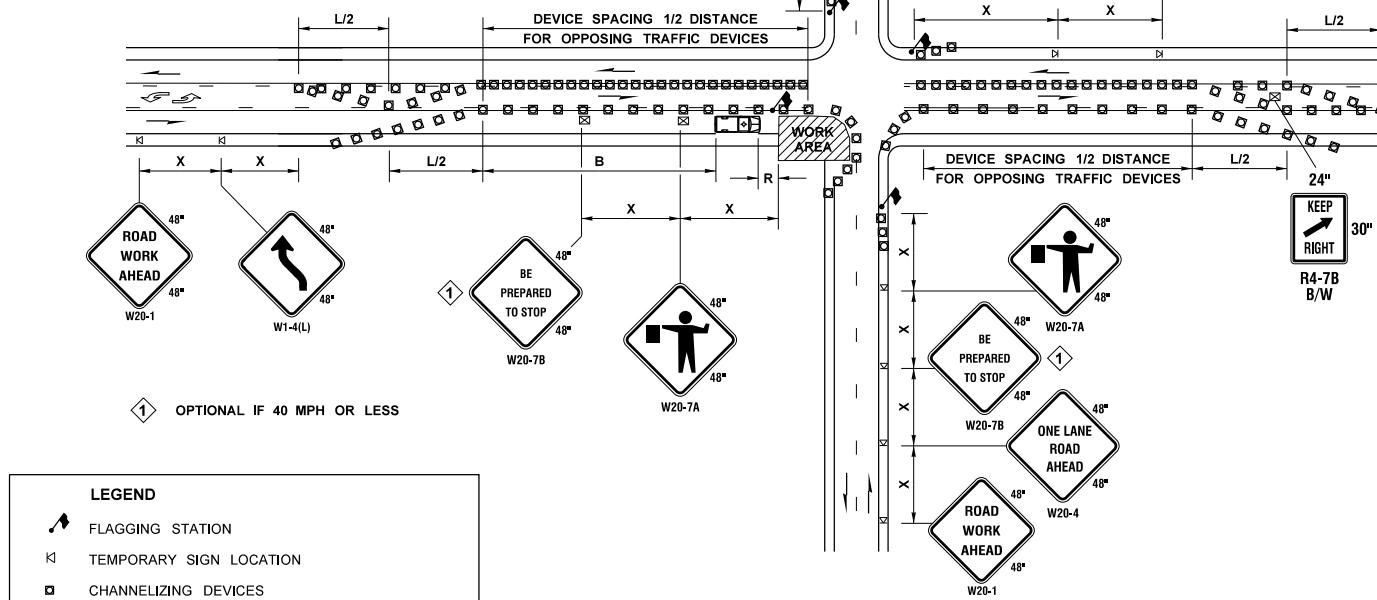 L/2
DEVICE SPACING 1/2 DISTANCE
FOR OPPOSING TRAFFIC DEVICES
X
X
L/2
WORK
AREA
X
X
L/2
B
R
X
X
DEVICE SPACING 1/2 DISTANCE
FOR OPPOSING TRAFFIC DEVICES
L/2
24"
KEEP
RIGHT
30"
R4-7B
B/W
ROAD
WORK
AHEAD
48"
48"
W20-1
48"
48"
W1-4(L)
1
BE
PREPARED
TO STOP
48"
48"
W20-7B
48"
48"
W20-7A
X
X
X
X
48"
48"
W20-7A
BE
PREPARED
TO STOP
48"
48"
W20-7B
1
ONE LANE
ROAD
AHEAD
48"
48"
W20-4
ROAD
WORK
AHEAD
48"
48"
W20-1
1 OPTIONAL IF 40 MPH OR LESS
LEGEND
FLAGGING STATION
TEMPORARY SIGN LOCATION
CHANNELIZING DEVICES